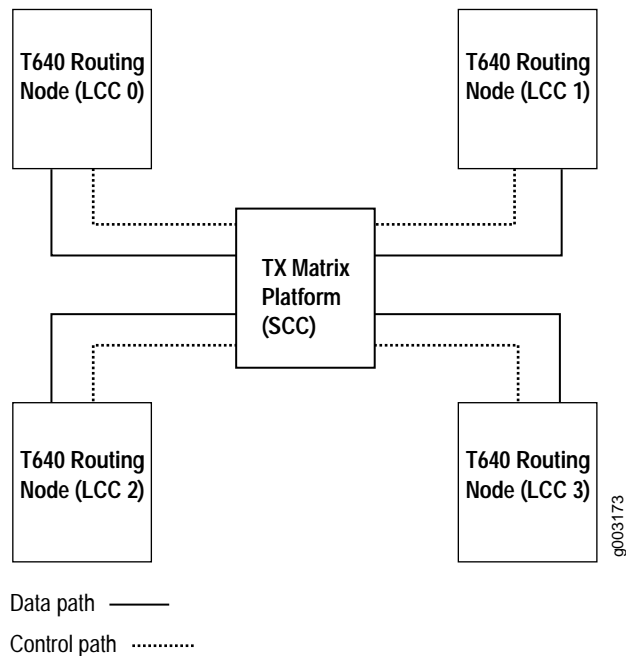 T640 Routing
Node (LCC 0)
T640 Routing
Node (LCC 1)
TX Matrix
Platform
(SCC)
T640 Routing
Node (LCC 2)
T640 Routing
Node (LCC 3)
g003173
Data path
Control path